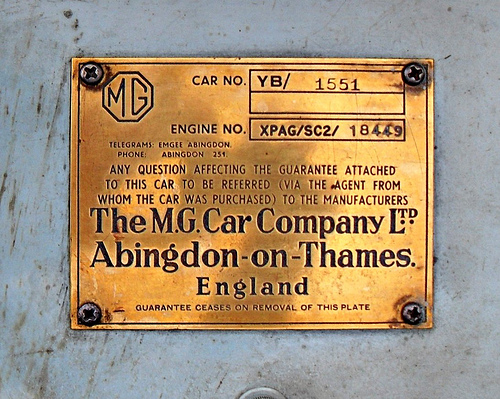 MG
CAR NO. YB/ 1551
ENGINE NO. XPAG/SC2/ 18449
TELEGRAMS: EMGEE ABINGDON.
PHONE: ABINGDON 251.
ANY QUESTION AFFECTING THE GUARANTEE ATTACHED
TO THIS CAR TO BE REFERRED (VIA THE AGENT FROM
WHOM THE CAR WAS PURCHASED) TO THE MANUFACTURERS
The M.G. Car Company LTD
Abingdon-on-Thames.
England
GUARANTEE CEASES ON REMOVAL OF THIS PLATE